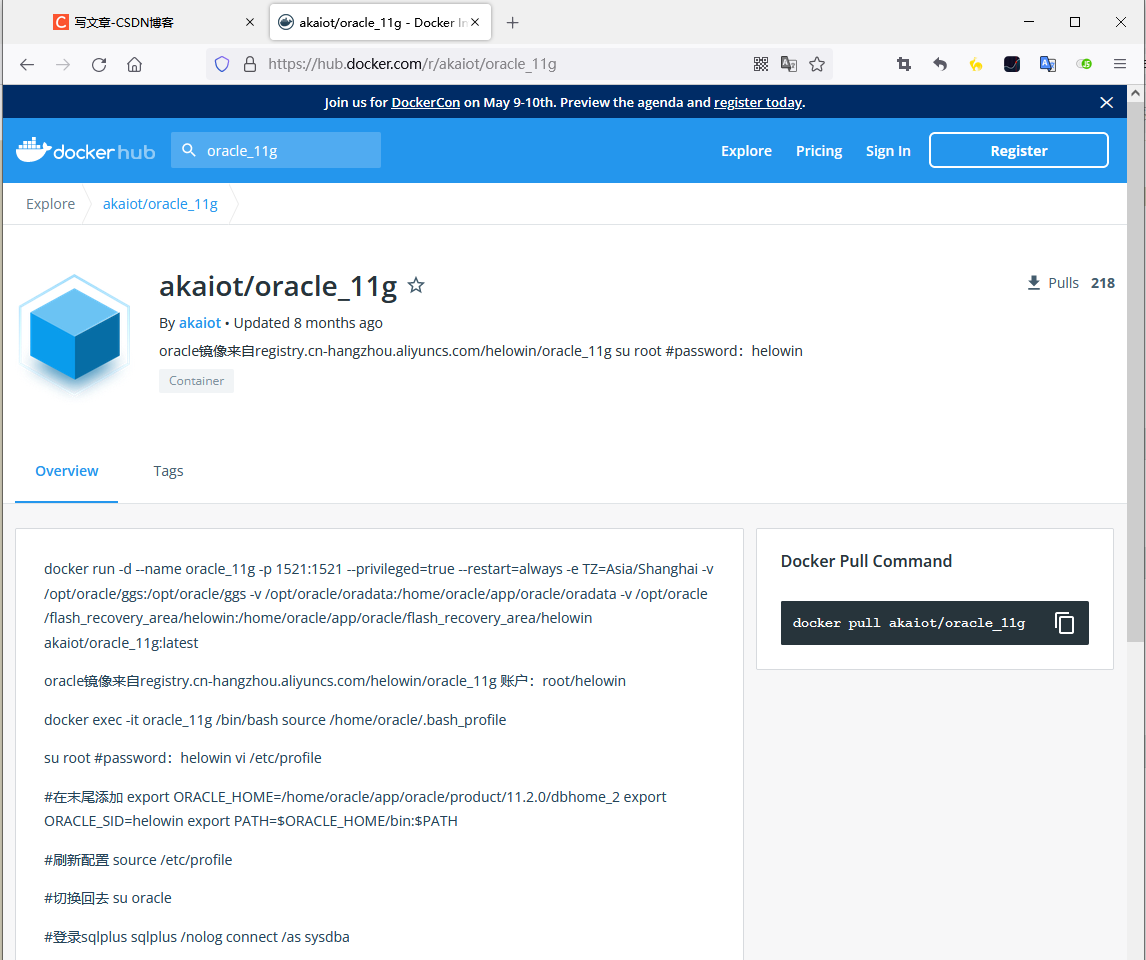 写文章-CSDN博客
akaiot/oracle_11g - Docker In
https://hub.docker.com/r/akaiot/oracle_11g
Join us for DockerCon on May 9-10th. Preview the agenda and register today.
docker hub
oracle_11g
Explore
Pricing
Sign In
Register
Explore
akaiot/oracle_11g
akaiot/oracle_11g
Pulls 218
By akaiot • Updated 8 months ago
oracle镜像来自registry.cn-hangzhou.aliyuncs.com/helowin/oracle_11g su root #password：helowin
Container
Overview
Tags
docker run -d --name oracle_11g -p 1521:1521 --privileged=true --restart=always -e TZ=Asia/Shanghai -v
/opt/oracle/ggs:/opt/oracle/ggs -v /opt/oracle/oradata:/home/oracle/app/oracle/oradata -v /opt/oracle
/flash_recovery_area/helowin:/home/oracle/app/oracle/flash_recovery_area/helowin
akaiot/oracle_11g:latest
oracle镜像来自registry.cn-hangzhou.aliyuncs.com/helowin/oracle_11g 账户：root/helowin
docker exec -it oracle_11g /bin/bash source /home/oracle/.bash_profile
su root #password：helowin vi /etc/profile
#在末尾添加 export ORACLE_HOME=/home/oracle/app/oracle/product/11.2.0/dbhome_2 export
ORACLE_SID=helowin export PATH=$ORACLE_HOME/bin:$PATH
#刷新配置 source /etc/profile
#切换回去 su oracle
#登录sqlplus sqlplus /nolog connect /as sysdba
Docker Pull Command
docker pull akaiot/oracle_11g